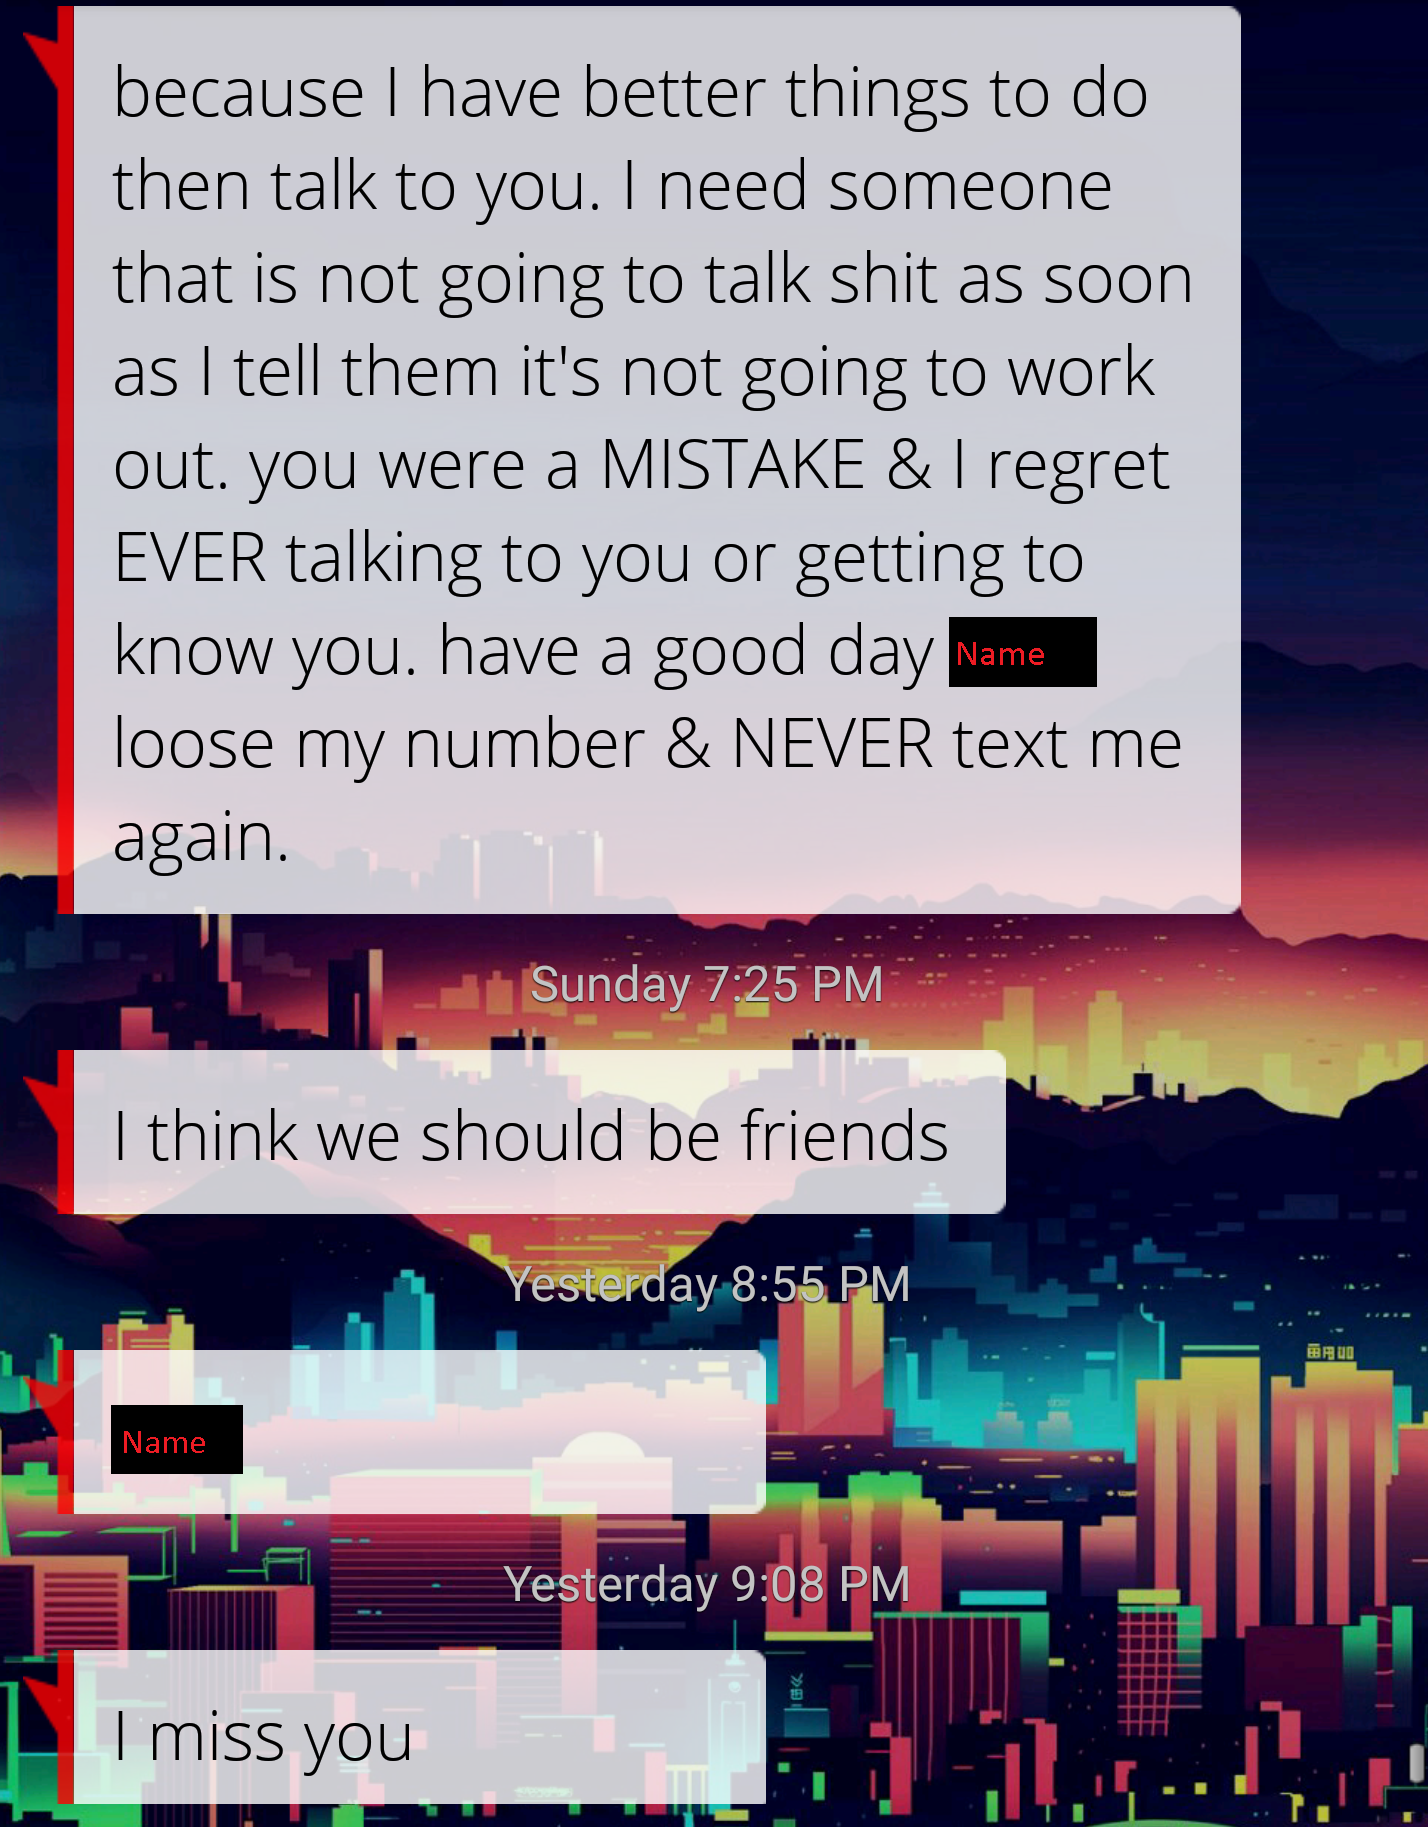 because I have better things to do
then talk to you. I need someone
that is not going to talk shit as soon
as I tell them it's not going to work
out. you were a MISTAKE & I regret
EVER talking to you or getting to
know you. have a good day Name
loose my number & NEVER text me
again.
Sunday 7:25 PM
I think we should be friends
Yesterday 8:55 PM
Name
Yesterday 9:08 PM
I miss you